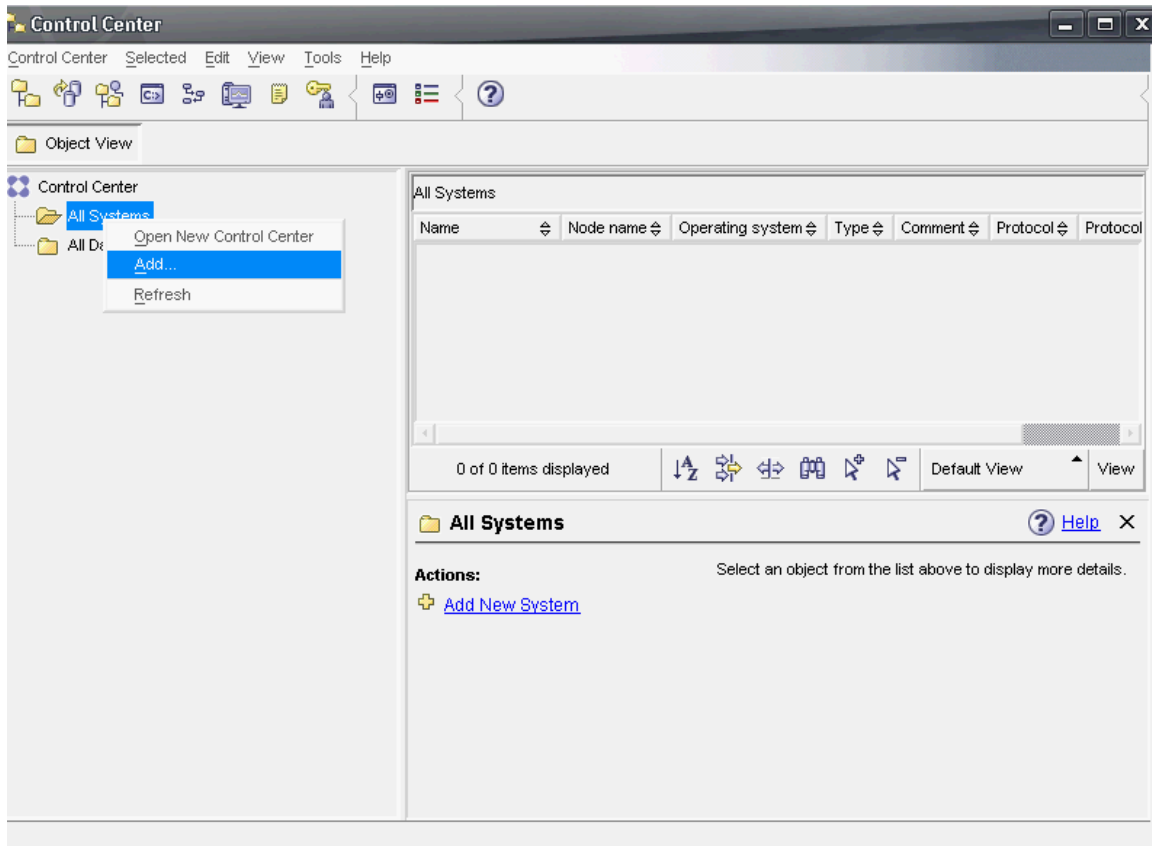 Control Center
Control Center Selected Edit View Tools Help
Object View
Control Center
All Systems
All Da
Open New Control Center
Add...
Refresh
All Systems
Name Node name Operating system Type Comment Protocol Protocol
0 of 0 items displayed
Default View
View
All Systems
Help
Actions:
Select an object from the list above to display more details.
Add New System